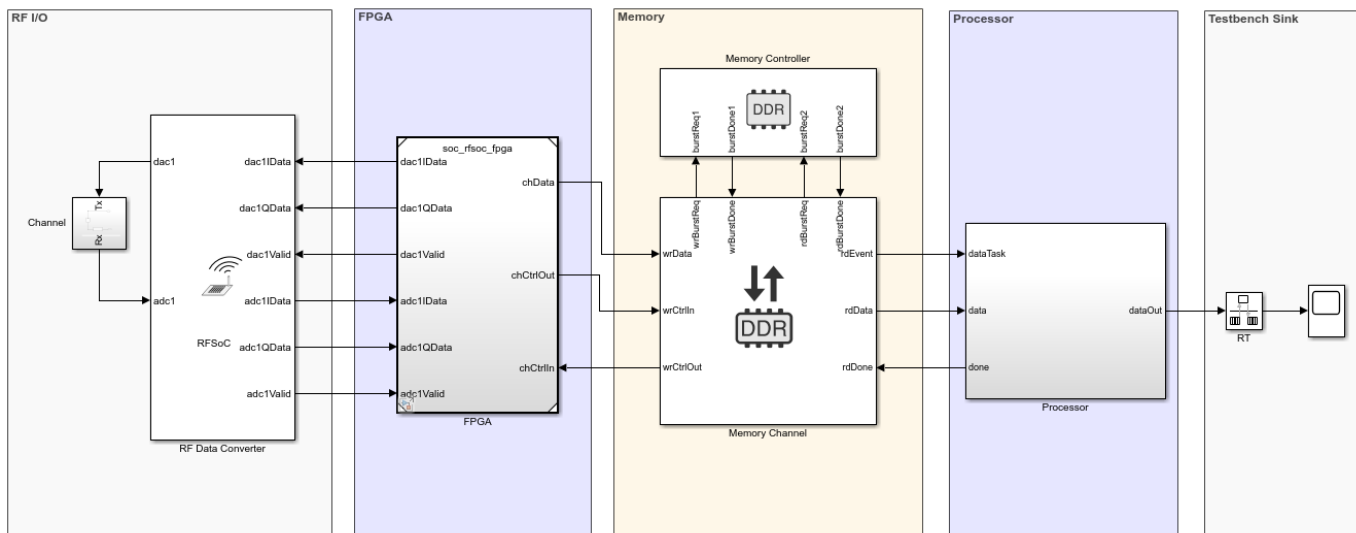 RF I/O
FPGA
Memory
Processor
Testbench Sink
dac1
adc1
Channel
Tx
Rx
dac1IData
dac1QData
dac1Valid
adc1IData
adc1QData
adc1Valid
RFSoC
RF Data Converter
soc_rfsoc_fpga
dac1IData
dac1QData
dac1Valid
adc1IData
adc1QData
adc1Valid
chData
chCtrlOut
chCtrlIn
FPGA
Memory Controller
DDR
burstReq1
burstDone1
burstReq2
burstDone2
wrBurstReq
wrBurstDone
rdBurstReq
rdBurstDone
wrData
wrCtrlIn
wrCtrlOut
rdEvent
rdData
rdDone
DDR
Memory Channel
dataTask
data
done
dataOut
Processor
RT